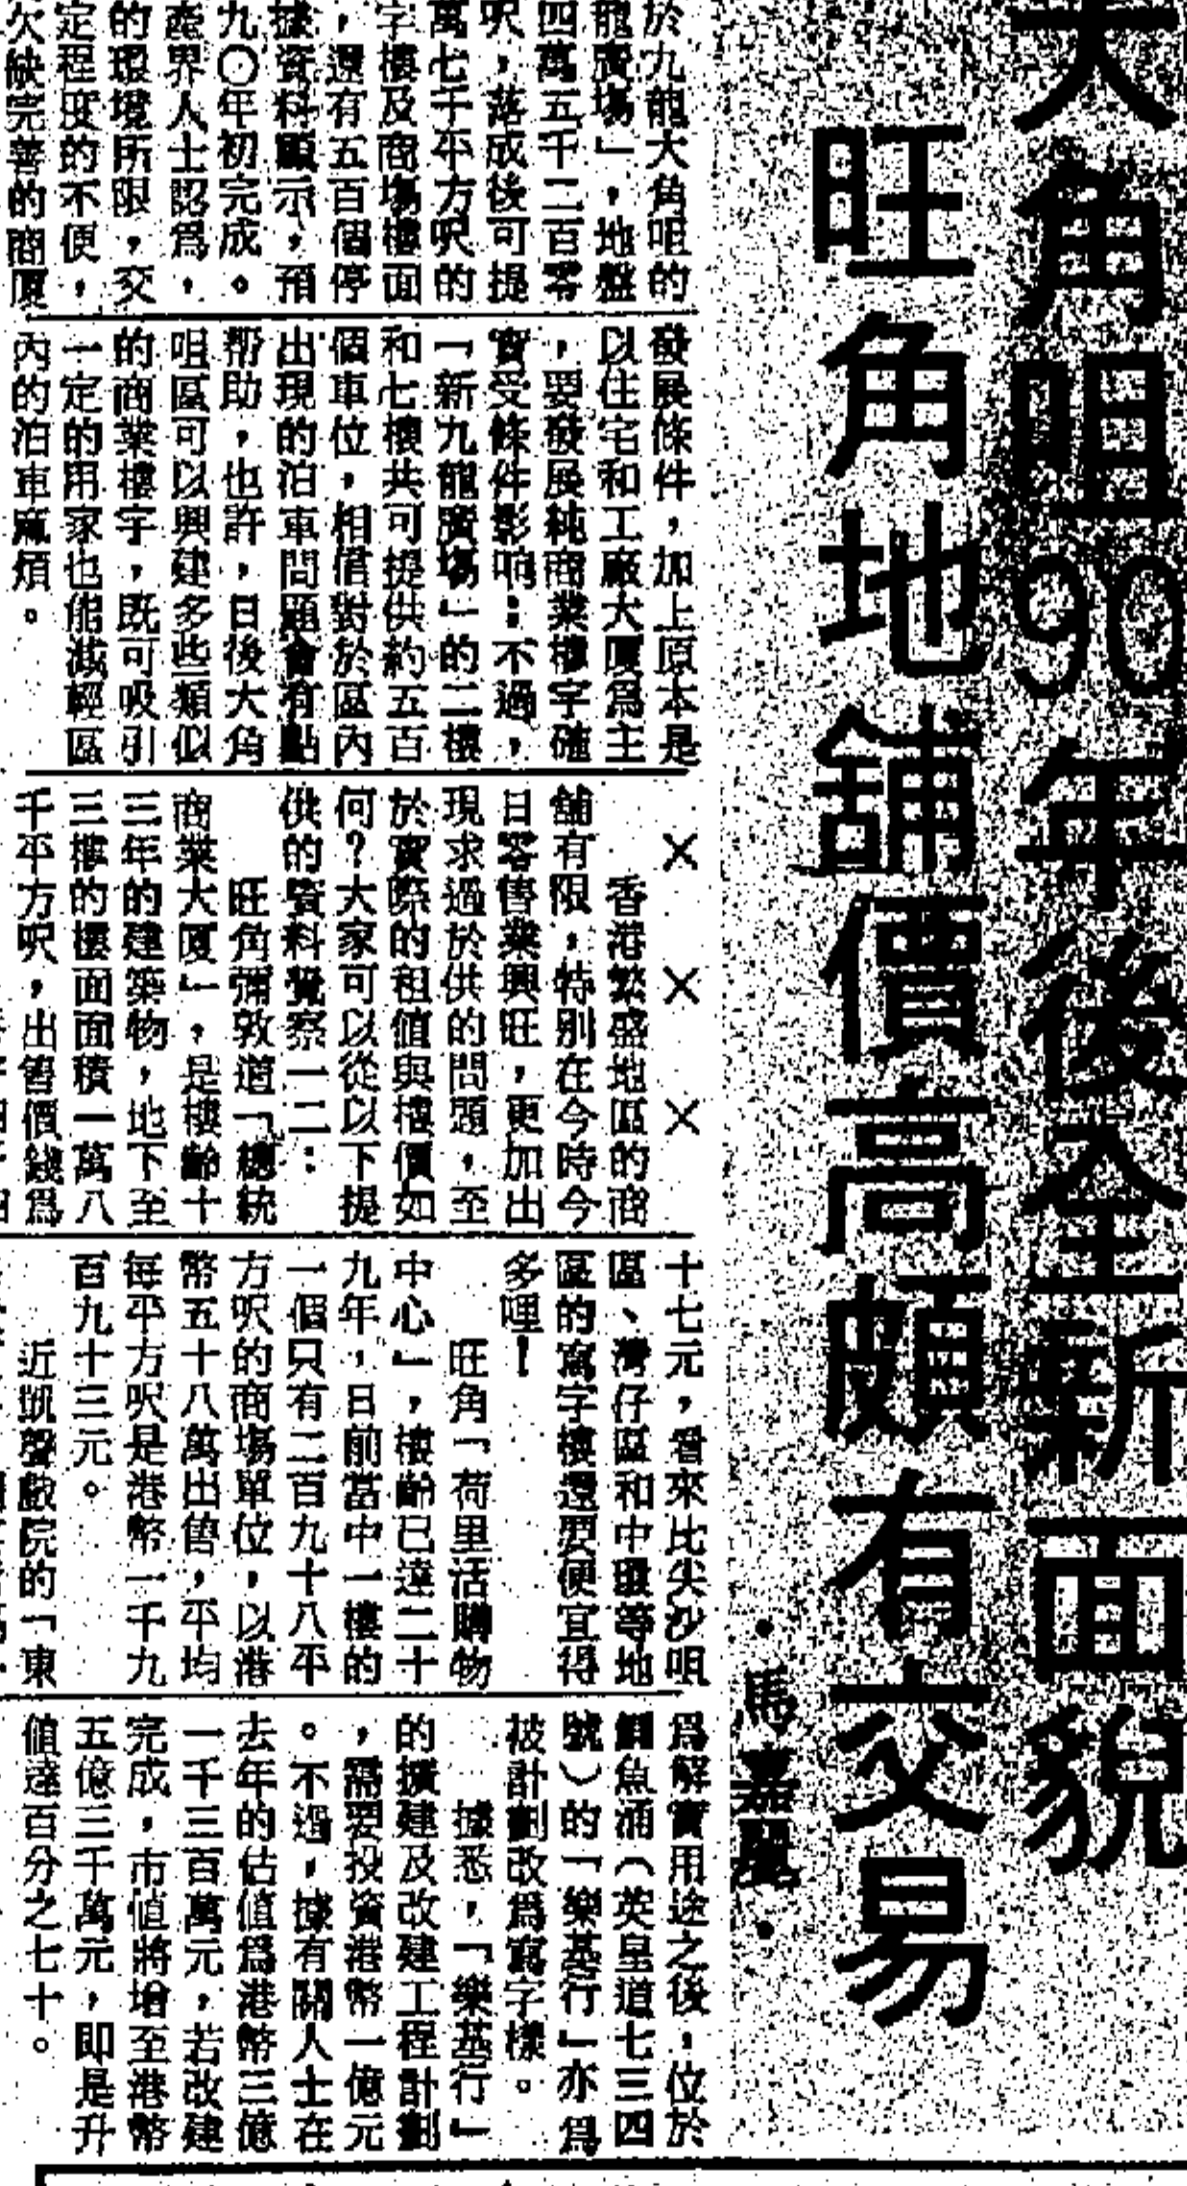 大角咀90年後全新面貌
旺角地舖價高頗有交易
·馬嘉·
於九龍大角咀的
龍廣場」,地盤
四萬五千二百零
呎,落成後可提
萬七千平方呎的
字樓及商場樓面
,還有五百個停
據資料顯示,預
九〇年初完成。
產界人士認爲,
的環境所限,交
定程度的不便,
欠缺完善的商厦
發展條件,加上原本是
以住宅和工廠大厦爲主
,要發展純商業樓宇確
實受條件影响;不過,
「新九龍廣塲」的二樓
和七樓共可提供約五百
個車位,相信對於區內
出現的泊車問題會有點
幫助,也許,日後大角
咀區可以興建多些類似
的商業樓宇,既可吸引
一定的用家也能減輕區
內的泊車麻煩。
× × ×
香港繁盛地區的商
舖有限,特別在今時今
日零售業興旺,更加出
現求過於供的問題,至
於實際的租值與樓價如
何?大家可以從以下提
供的資料覺察一二:
旺角彌敦道「總統
商業大厦」,是樓齡十
三年的建築物,地下至
三樓的樓面面積一萬八
千平方呎,出售價錢爲
十七元,看來比尖沙咀
區、灣仔區和中環等地
區的寫字樓還要便宜得
多哩!
旺角「荷里活購物
中心」,樓齡已達二十
九年,日前當中一樓的
一個只有二百九十八平
方呎的商場單位,以港
幣五十八萬出售,平均
每平方呎是港幣一千九
百九十三元。
近凱聲戲院的「東
爲解實用途之後,位於
鰂魚涌(英皇道七三四
號)的「樂基行」亦爲
被計劃改爲寫字樓。
據悉,「樂基行」
的擴建及改建工程計劃
,需要投資港幣一億元
。不過,據有關人士在
去年的估值爲港幣三億
一千三百萬元,若改建
完成,市值將增至港幣
五億三千萬元,即是升
值達百分之七十。